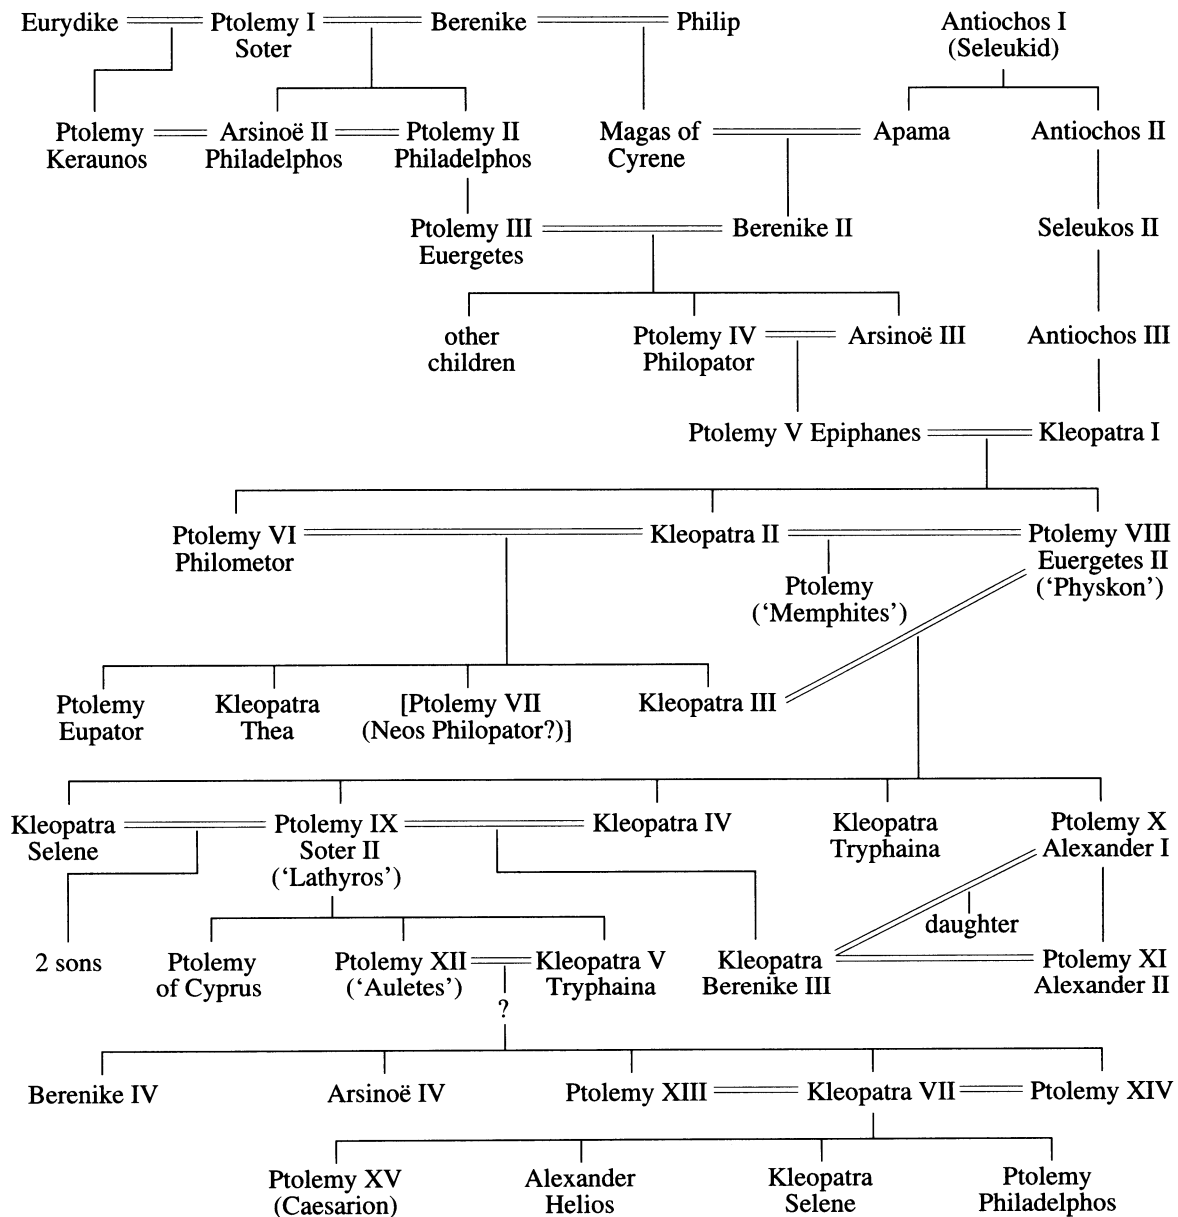 Eurydike Ptolemy I Berenike Philip Antiochos I
Soter (Seleukid)
Ptolemy Arsinoë II Ptolemy II Magas of Apama Antiochos II
Keraunos Philadelphos Philadelphos Cyrene
Ptolemy III Berenike II Seleukos II
Euergetes
other Ptolemy IV Arsinoë III Antiochos III
children Philopator
Ptolemy V Epiphanes Kleopatra I
Ptolemy VI Kleopatra II Ptolemy VIII
Philometor Euergetes II
Ptolemy (‘Physkon’)
(‘Memphites’)
Ptolemy Kleopatra [Ptolemy VII Kleopatra III
Eupator Thea (Neos Philopator?)]
Kleopatra Ptolemy IX Kleopatra IV Kleopatra Ptolemy X
Selene Soter II Tryphaina Alexander I
(‘Lathyros’)
daughter
2 sons Ptolemy Ptolemy XII Kleopatra V Kleopatra Ptolemy XI
of Cyprus (‘Auletes’) Tryphaina Berenike III Alexander II
?
Berenike IV Arsinoë IV Ptolemy XIII Kleopatra VII Ptolemy XIV
Ptolemy XV Alexander Kleopatra Ptolemy
(Caesarion) Helios Selene Philadelphos